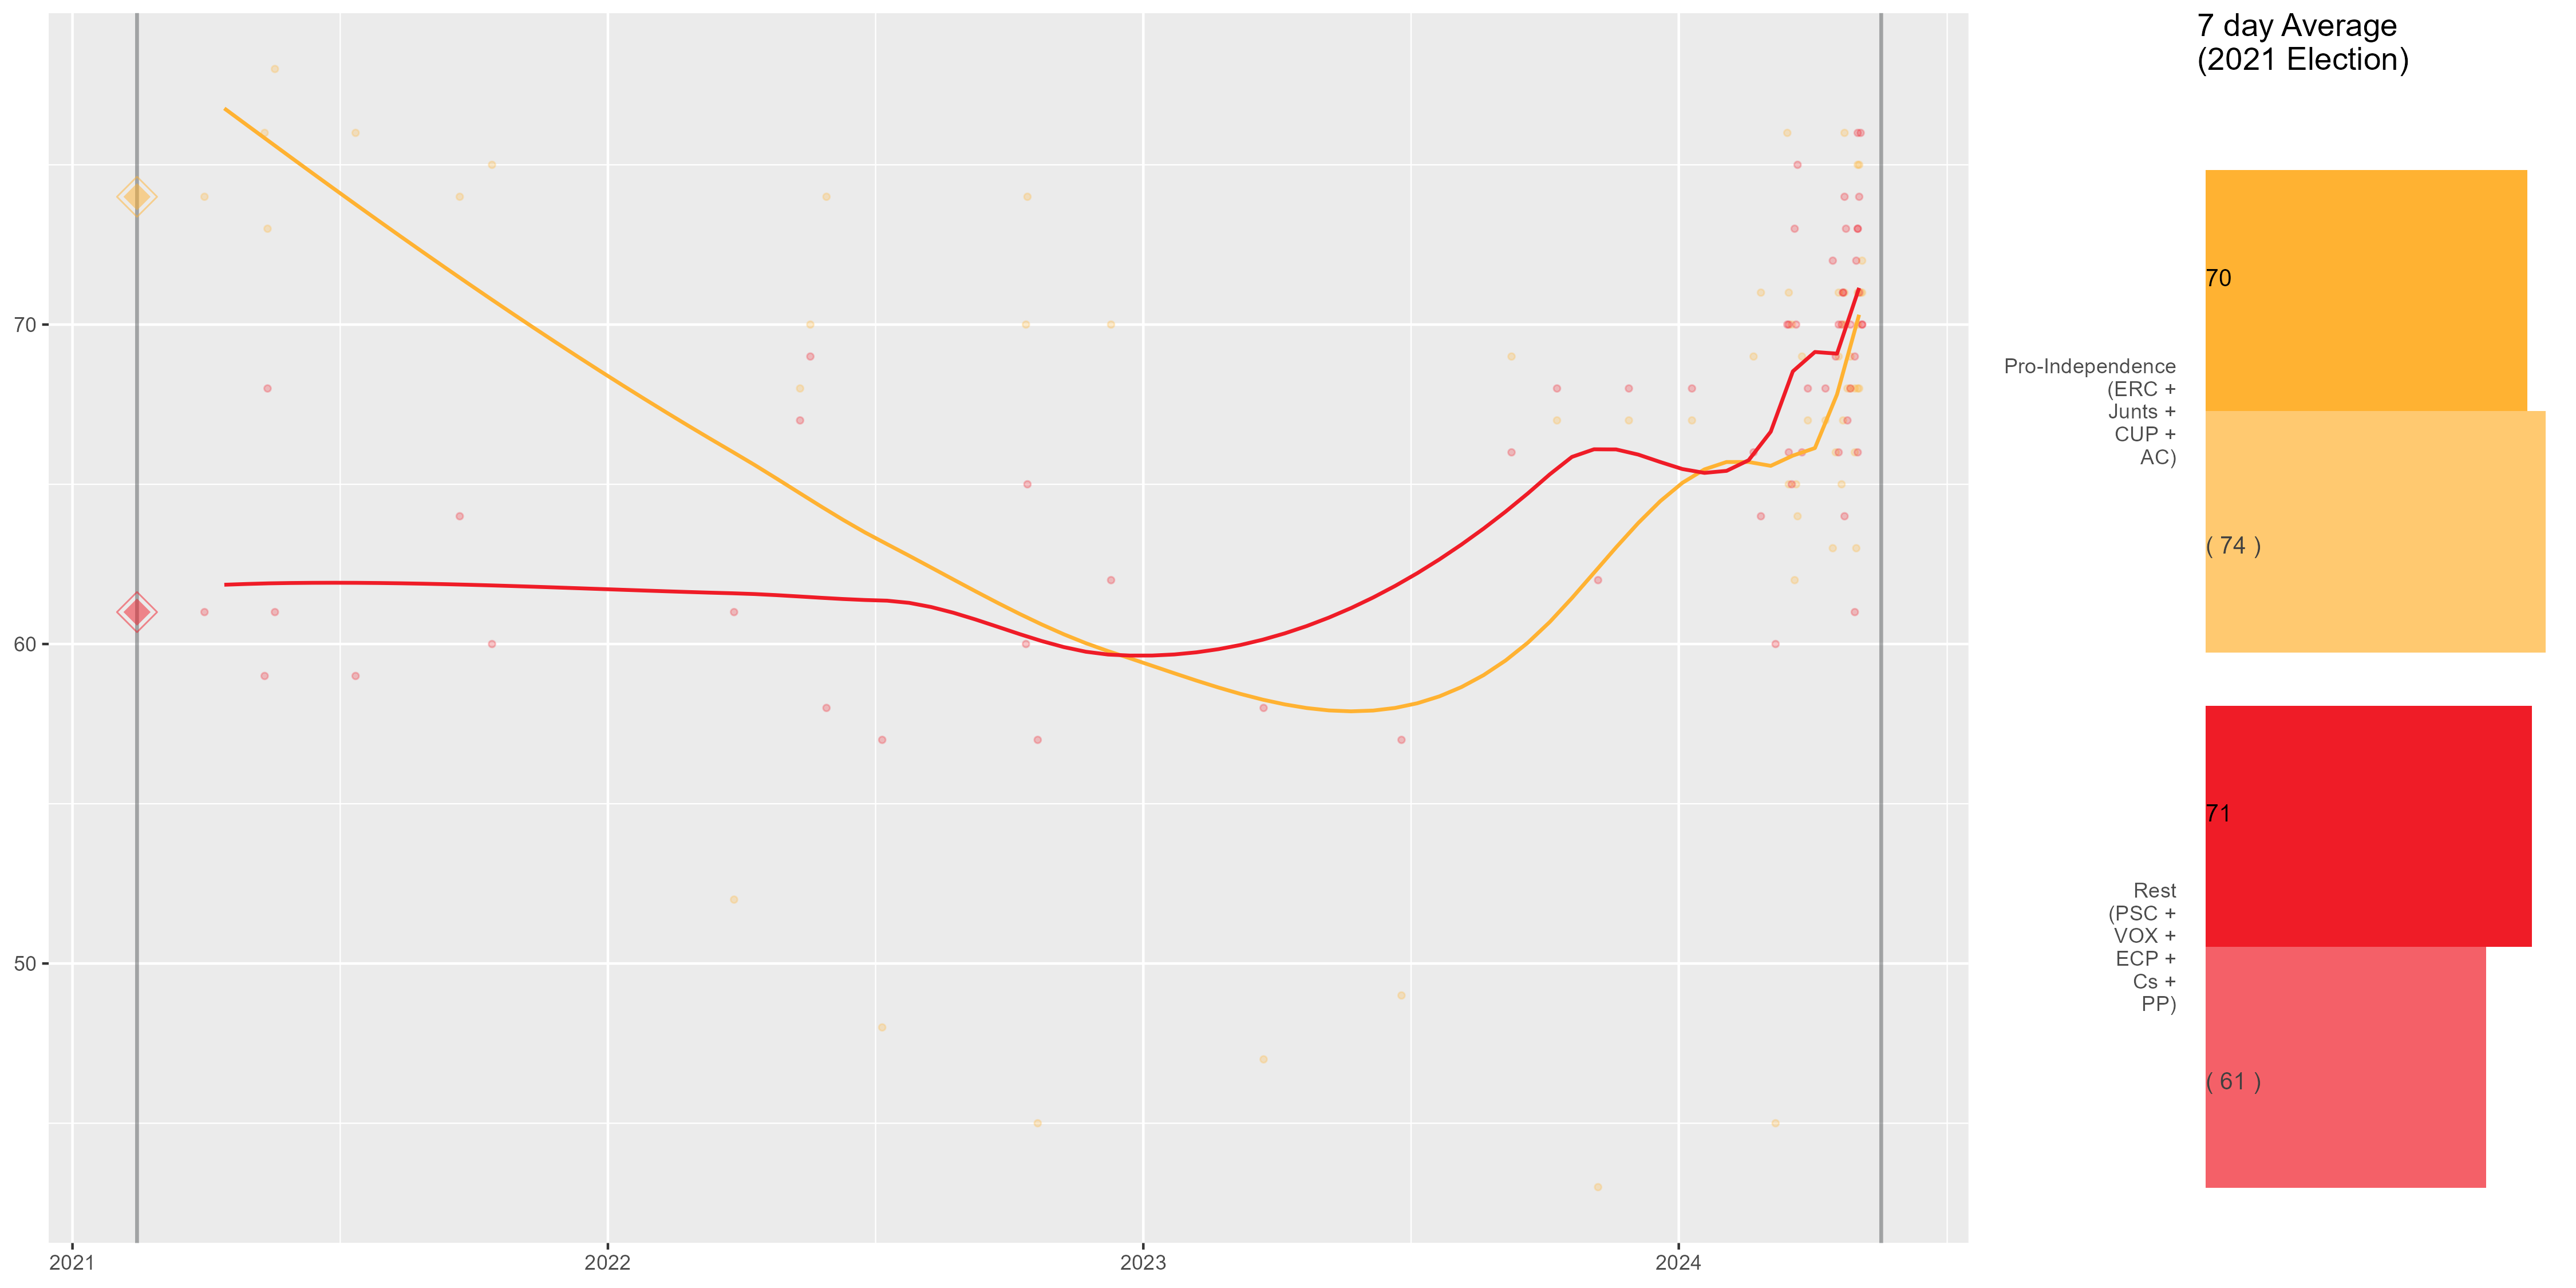 70
60
50
2021
2022
2023
2024
7 day Average
(2021 Election)
Pro-Independence
(ERC +
Junts +
CUP +
AC)
70
( 74 )
Rest
(PSC +
VOX +
ECP +
Cs +
PP)
71
( 61 )